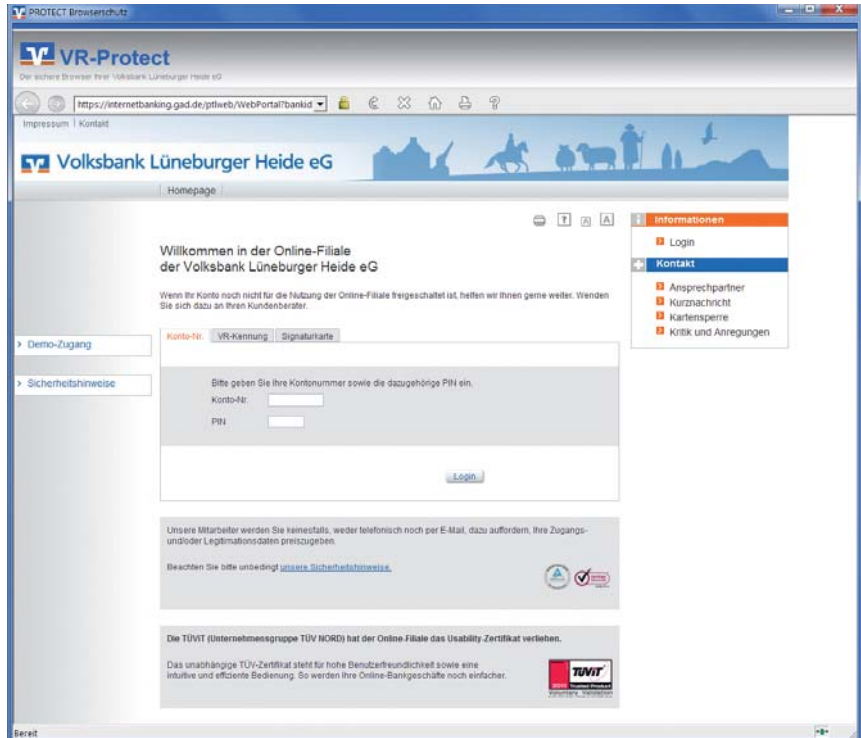 PROTECT Browserschutz
VR-Protect
Der sichere Browser Ihrer Volksbank Lüneburger Heide eG
https://internetbanking.gad.de/ptlweb/WebPortal?bankid
Impressum | Kontakt
Volksbank Lüneburger Heide eG
Homepage
Willkommen in der Online-Filiale
der Volksbank Lüneburger Heide eG
Wenn Ihr Konto noch nicht für die Nutzung der Online-Filiale freigeschaltet ist, helfen wir Ihnen gerne weiter. Wenden
Sie sich dazu an Ihren Kundenberater.
Demo-Zugang
Sicherheitshinweise
Konto-Nr. VR-Kennung Signaturkarte
Bitte geben Sie Ihre Kontonummer sowie die dazugehörige PIN ein.
Konto-Nr.
PIN
Login
Unsere Mitarbeiter werden Sie keinesfalls, weder telefonisch noch per E-Mail, dazu auffordern, Ihre Zugangs-
und/oder Legitimationsdaten preiszugeben.
Beachten Sie bitte unbedingt unsere Sicherheitshinweise.
Die TÜViT (Unternehmensgruppe TÜV NORD) hat der Online-Filiale das Usability-Zertifikat verliehen.
Das unabhängige TÜV-Zertifikat steht für hohe Benutzerfreundlichkeit sowie eine
intuitive und effiziente Bedienung. So werden Ihre Online-Bankgeschäfte noch einfacher.
TÜViT
Trusted Product
Voluntary Validation
Informationen
Login
Kontakt
Ansprechpartner
Kurznachricht
Kartensperre
Kritik und Anregungen
Bereit